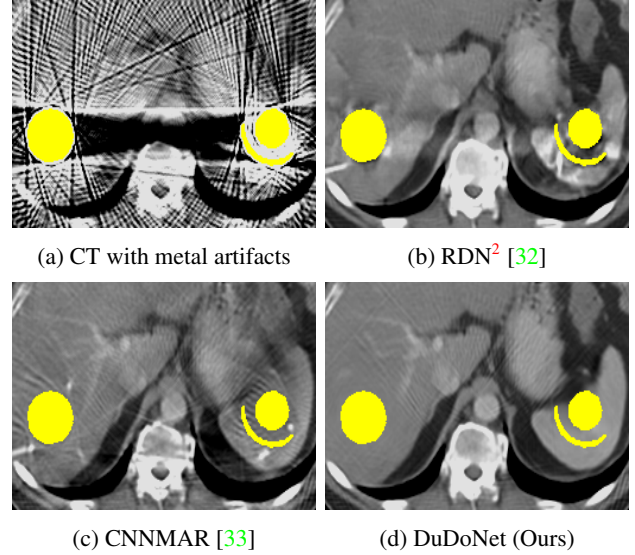 (a) CT with metal artifacts
(b) RDN² [32]
(c) CNNMAR [33]
(d) DuDoNet (Ours)